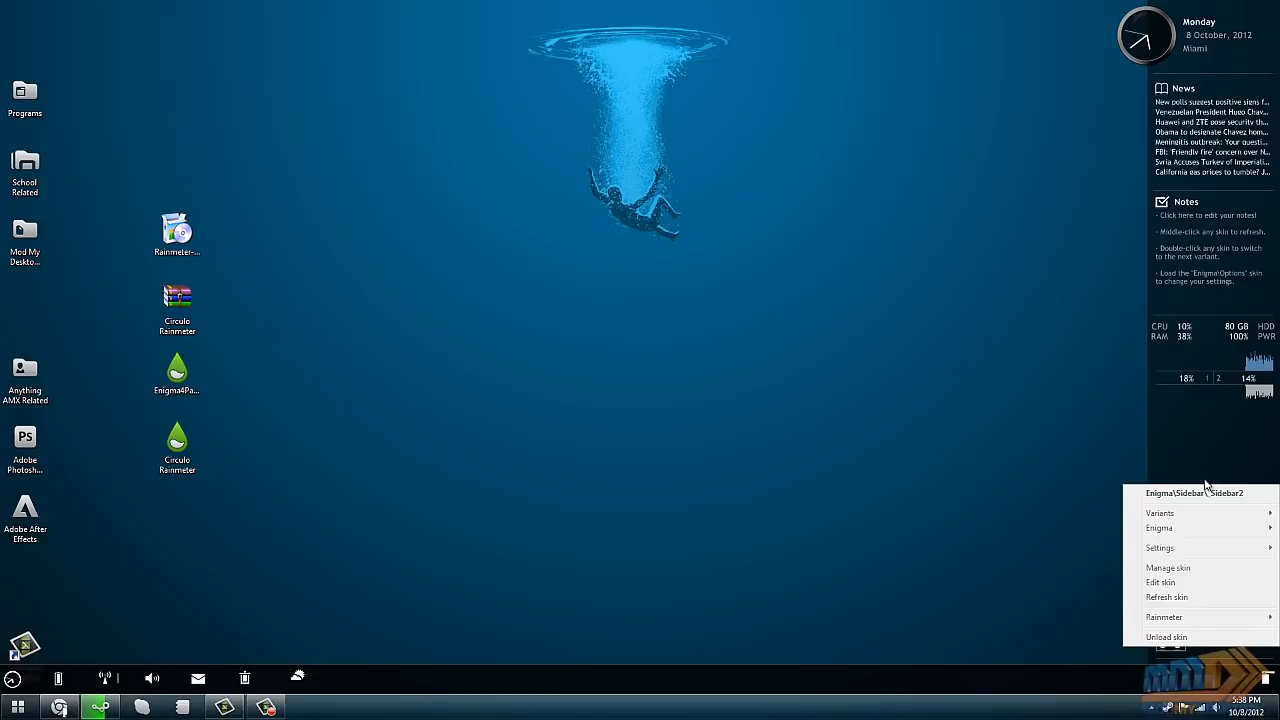 Monday
8 October, 2012
Miami
News
New polls suggest positive signs f...
Venezuelan President Hugo Chav...
Huawei and ZTE pose security th...
Obama to designate Chavez hom...
Meningitis outbreak: Your questi...
FBI: 'Friendly fire' concern over N...
Syria Accuses Turkey of Imperiali...
California gas prices to tumble? J...
Notes
- Click here to edit your notes!
- Middle-click any skin to refresh.
- Double-click any skin to switch
to the next variant.
- Load the "Enigma\Options" skin
to change your settings.
CPU 10% 80 GB HDD
RAM 38% 100% PWR
18% 1 2 14%
Programs
School
Related
Mod My
Deskto...
Anything
AMX Related
Ps
Adobe
Photosh...
Adobe After
Effects
Rainmeter-...
Circulo
Rainmeter
Enigma4Pa...
Circulo
Rainmeter
Enigma\Sidebar Sidebar2
Variants
Enigma
Settings
Manage skin
Edit skin
Refresh skin
Rainmeter
Unload skin
5:38 PM
10/8/2012